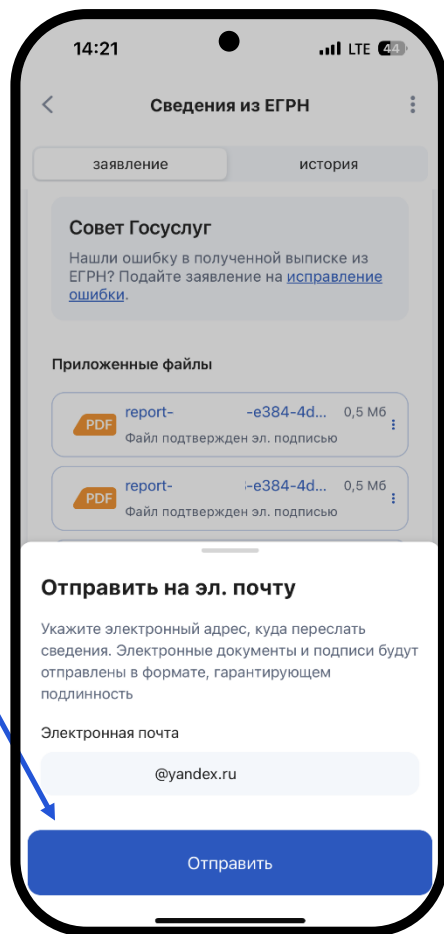 14:21 LTE 44
Сведения из ЕГРН
заявление история
Совет Госуслуг
Нашли ошибку в полученной выписке из
ЕГРН? Подайте заявление на исправление
ошибки.
Приложенные файлы
PDF report- -e384-4d... 0,5 Мб
Файл подтвержден эл. подписью
PDF report- -e384-4d... 0,5 Мб
Файл подтвержден эл. подписью
Отправить на эл. почту
Укажите электронный адрес, куда переслать
сведения. Электронные документы и подписи будут
отправлены в формате, гарантирующем
подлинность
Электронная почта
@yandex.ru
Отправить